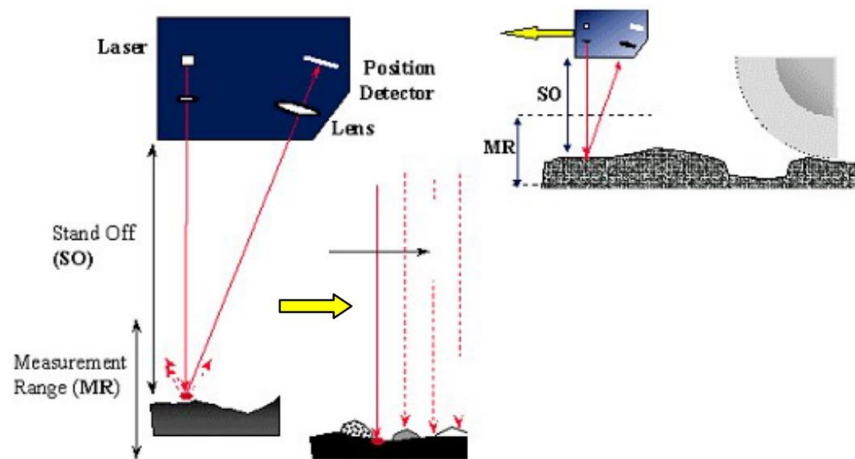 Laser
Position
Detector
Lens
Stand Off
(SO)
Measurement
Range (MR)
SO
MR